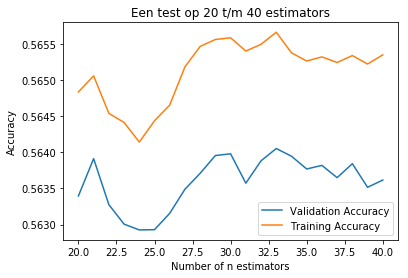 Een test op 20 t/m 40 estimators
0.5655
0.5650
0.5645
0.5640
0.5635
0.5630
Accuracy
Validation Accuracy
Training Accuracy
20.0 22.5 25.0 27.5 30.0 32.5 35.0 37.5 40.0
Number of n estimators